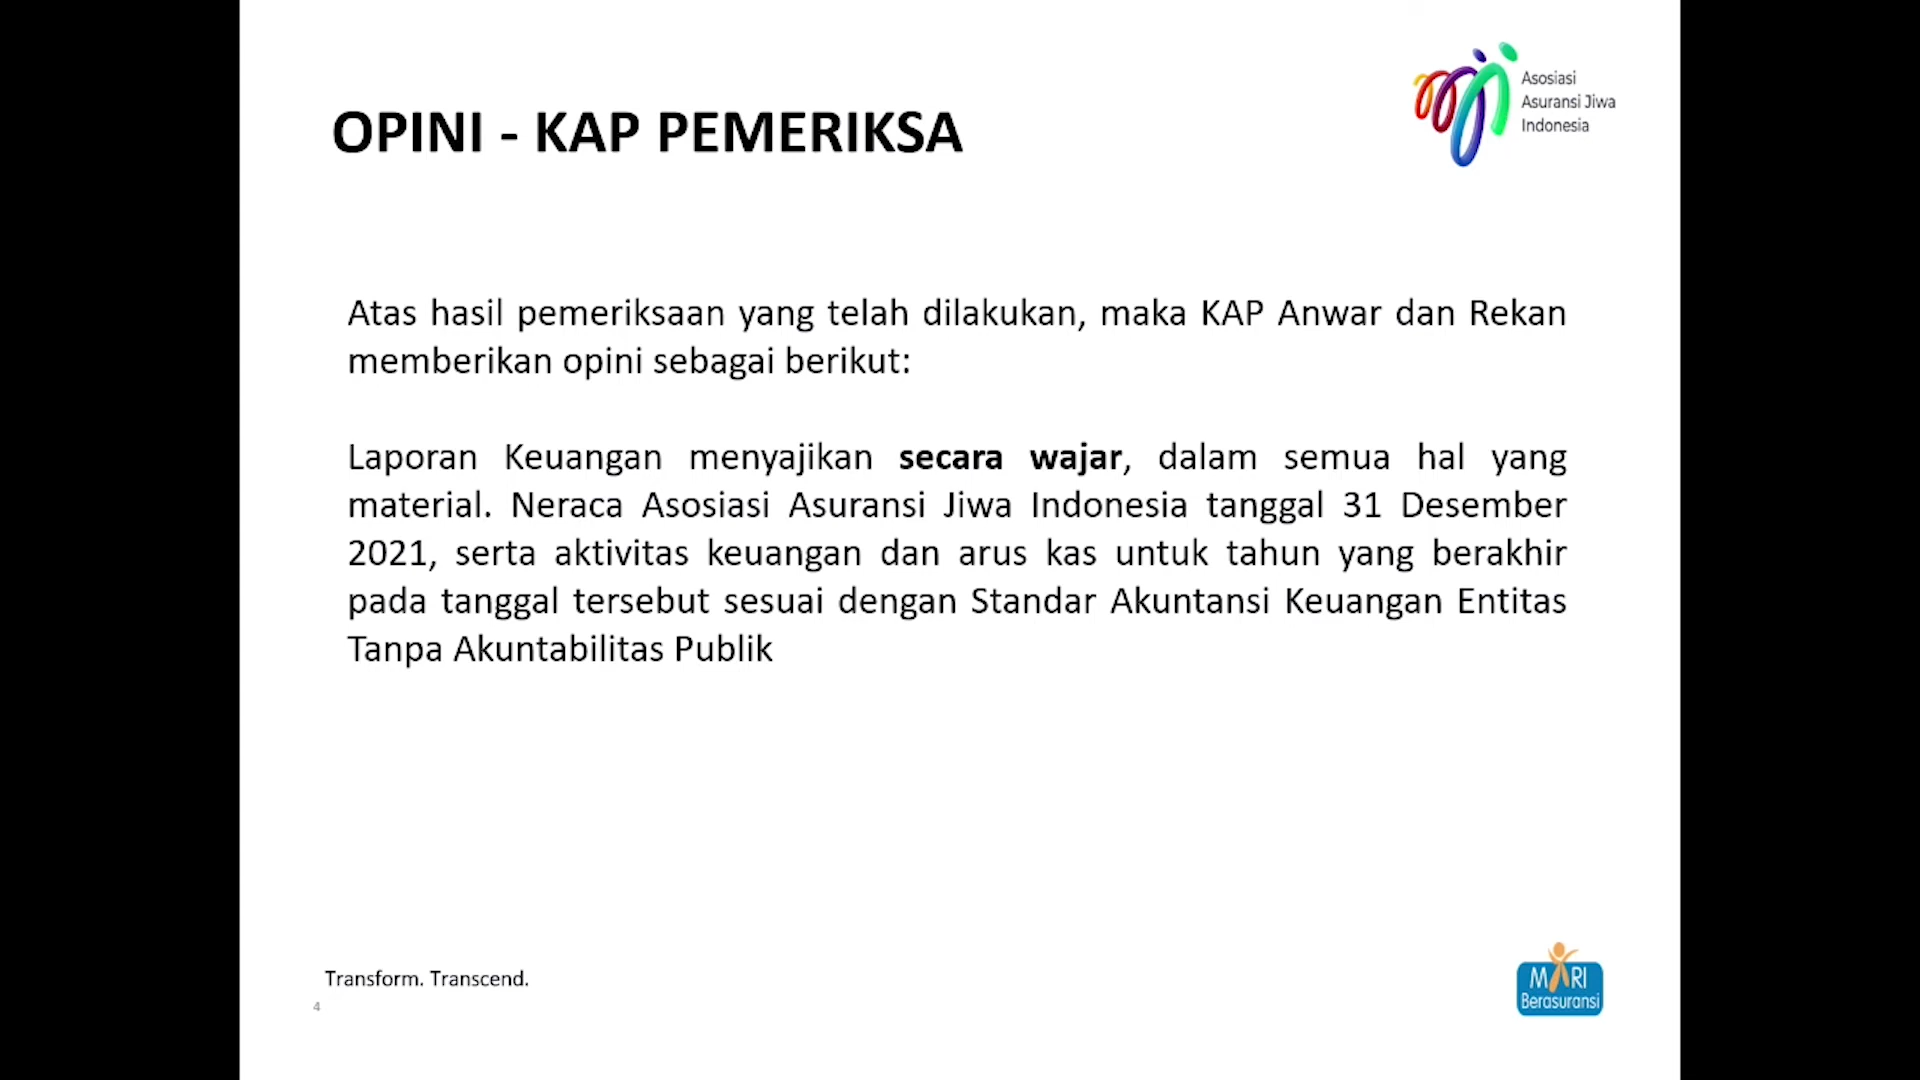 OPINI - KAP PEMERIKSA
Asosiasi
Asuransi Jiwa
Indonesia
Atas hasil pemeriksaan yang telah dilakukan, maka KAP Anwar dan Rekan
memberikan opini sebagai berikut:
Laporan Keuangan menyajikan secara wajar, dalam semua hal yang
material. Neraca Asosiasi Asuransi Jiwa Indonesia tanggal 31 Desember
2021, serta aktivitas keuangan dan arus kas untuk tahun yang berakhir
pada tanggal tersebut sesuai dengan Standar Akuntansi Keuangan Entitas
Tanpa Akuntabilitas Publik
Transform. Transcend.
4
MARI
Berasuransi